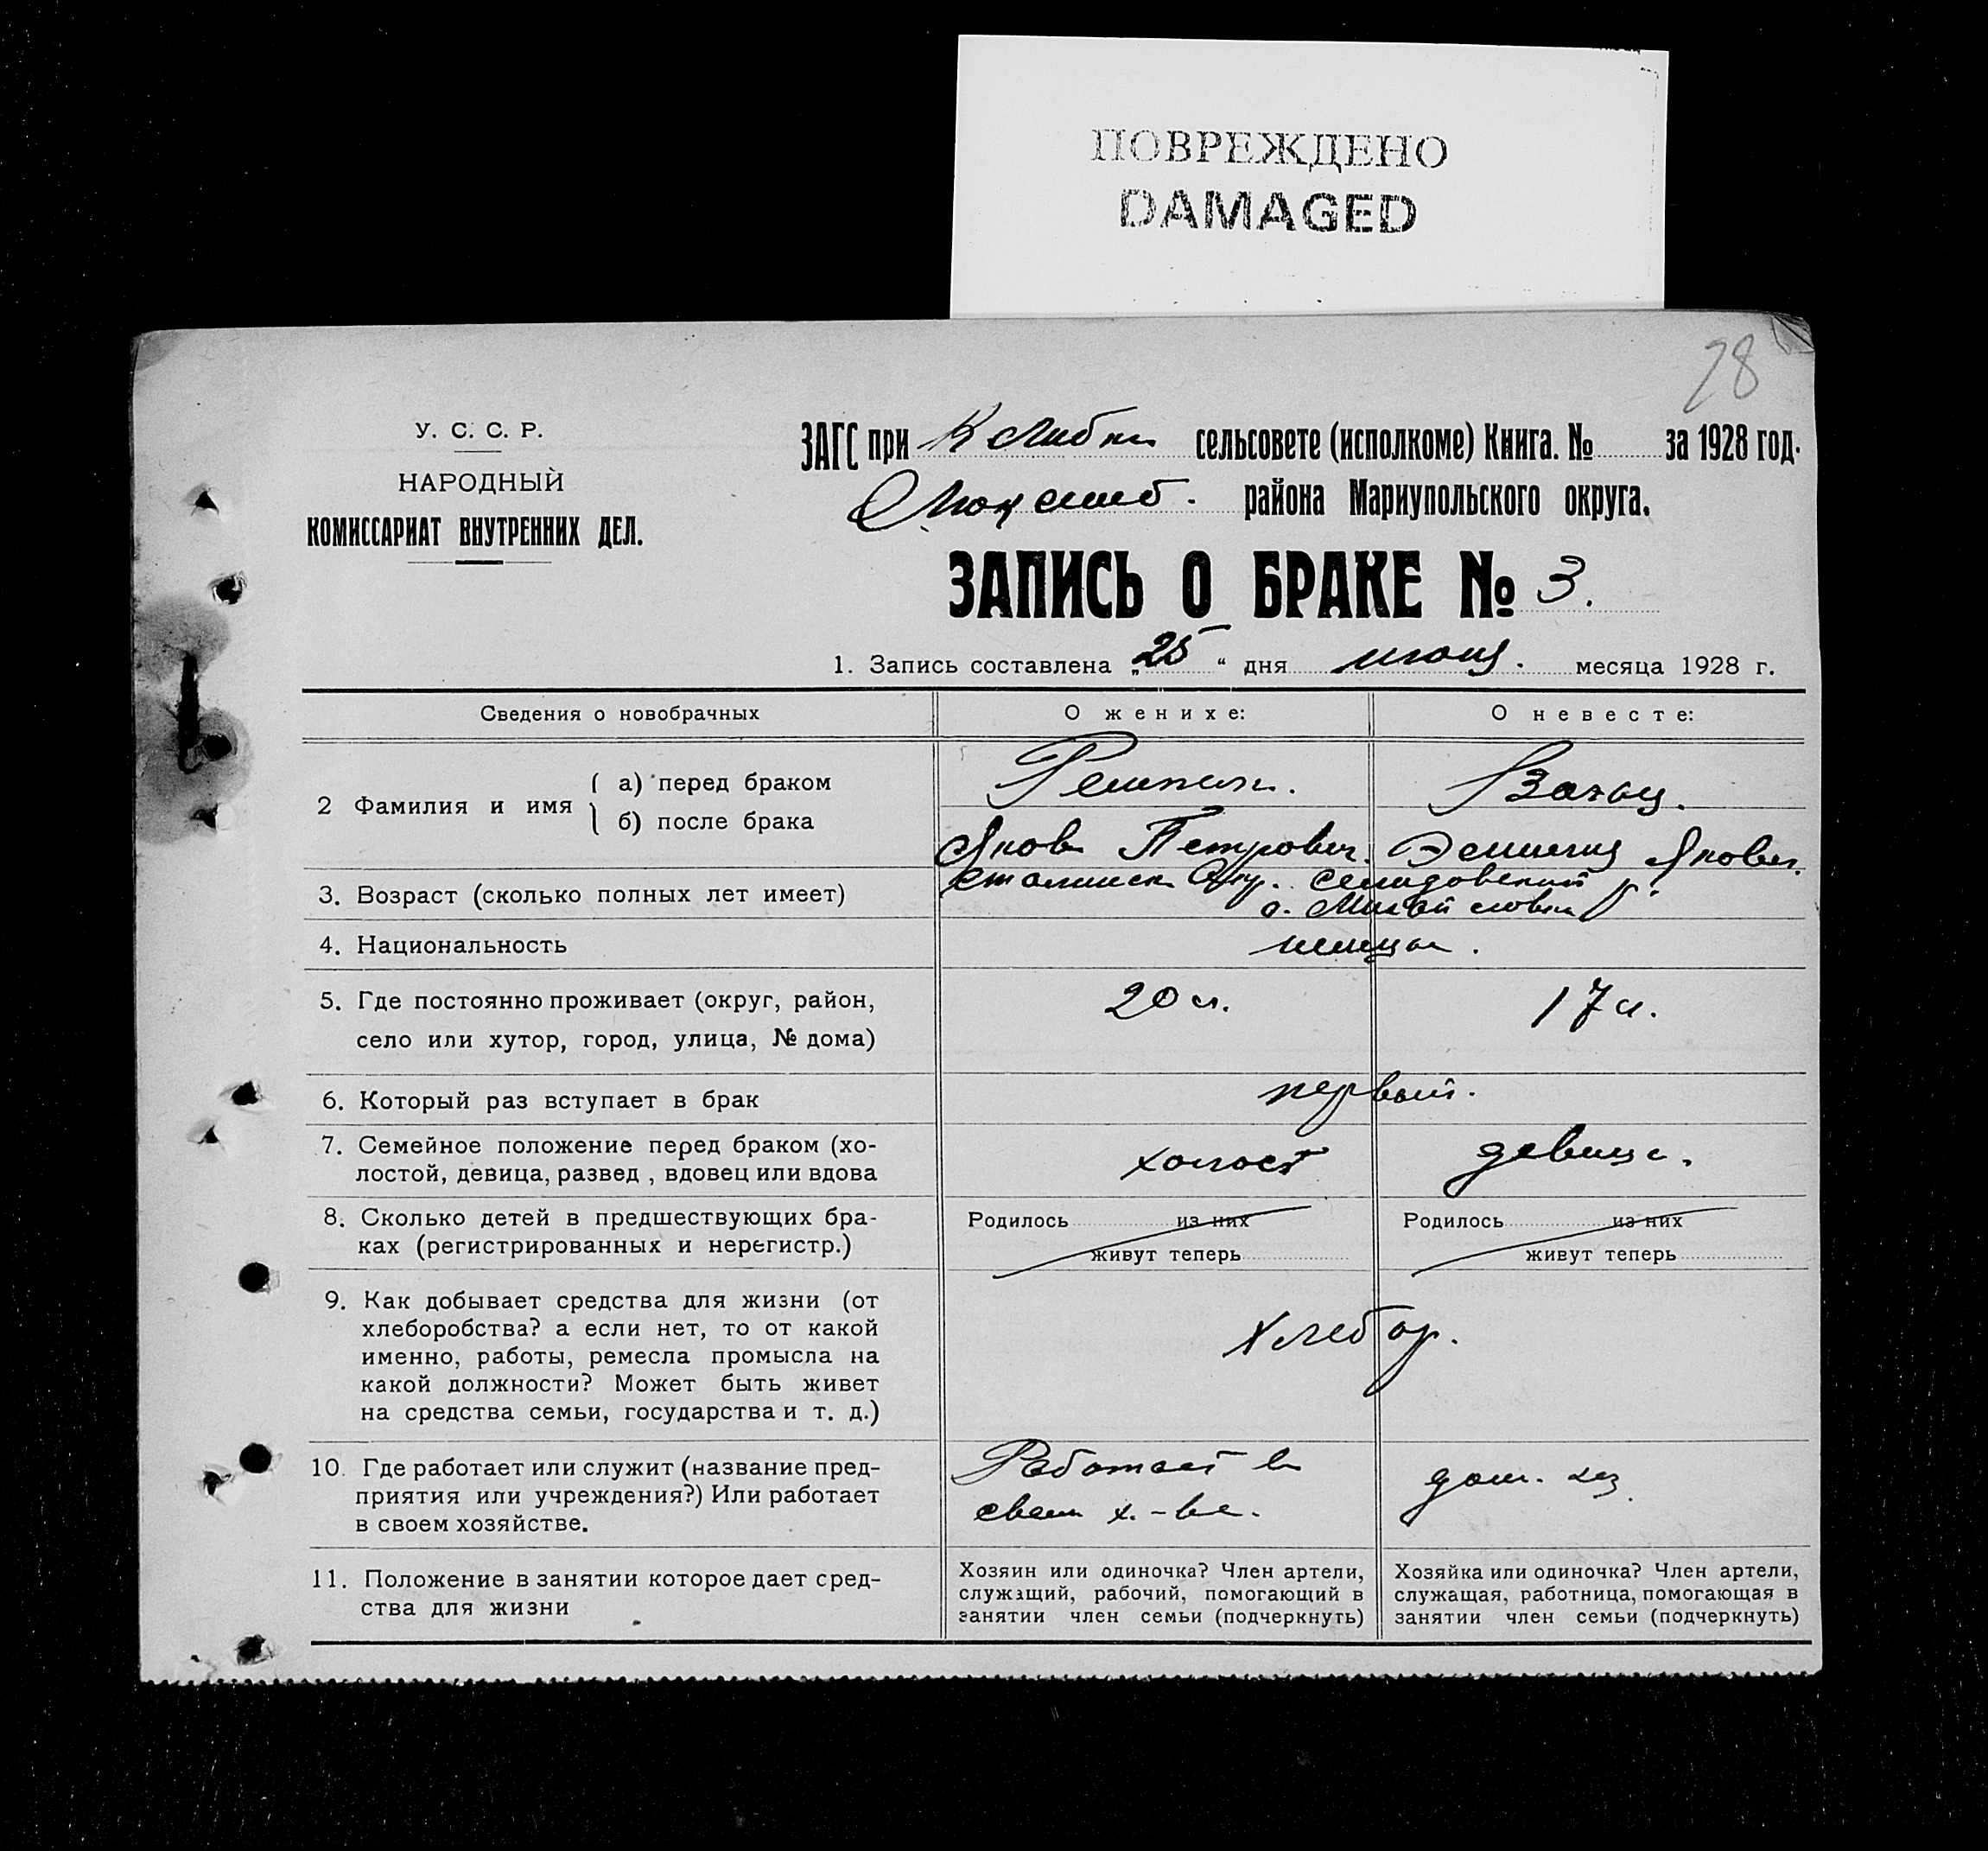 ПОВРЕЖДЕНО
DAMAGED
28
У. С. С. Р.
НАРОДНЫЙ
КОМИССАРИАТ ВНУТРЕННИХ ДЕЛ.
ЗАГС при сельсовете (исполкоме) Книга. № за 1928 год.
района Мариупольского округа.
ЗАПИСЬ О БРАКЕ № 3.
1. Запись составлена „25“ дня июня. месяца 1928 г.
Сведения о новобрачных О женихе: О невесте:
2 Фамилия и имя { а) перед браком
б) после брака
Яков Петрович. Яковл.
3. Возраст (сколько полных лет имеет)
4. Национальность немцы.
5. Где постоянно проживает (округ, район,
село или хутор, город, улица, № дома)
20 л. 17 л.
6. Который раз вступает в брак первый.
7. Семейное положение перед браком (хо-
лостой, девица, развед , вдовец или вдова
холост девица.
8. Сколько детей в предшествующих бра-
ках (регистрированных и нерегистр.)
Родилось из них
живут теперь
Родилось из них
живут теперь
9. Как добывает средства для жизни (от
хлеборобства? а если нет, то от какой
именно, работы, ремесла промысла на
какой должности? Может быть живет
на средства семьи, государства и т. д.)
хлебор.
10. Где работает или служит (название пред-
приятия или учреждения?) Или работает
в своем хозяйстве.
Работает в
своем х.-ве.
дом. хоз.
11. Положение в занятии которое дает сред-
ства для жизни
Хозяин или одиночка? Член артели,
служащий, рабочий, помогающий в
занятии член семьи (подчеркнуть)
Хозяйка или одиночка? Член артели,
служащая, работница, помогающая в
занятии член семьи (подчеркнуть)